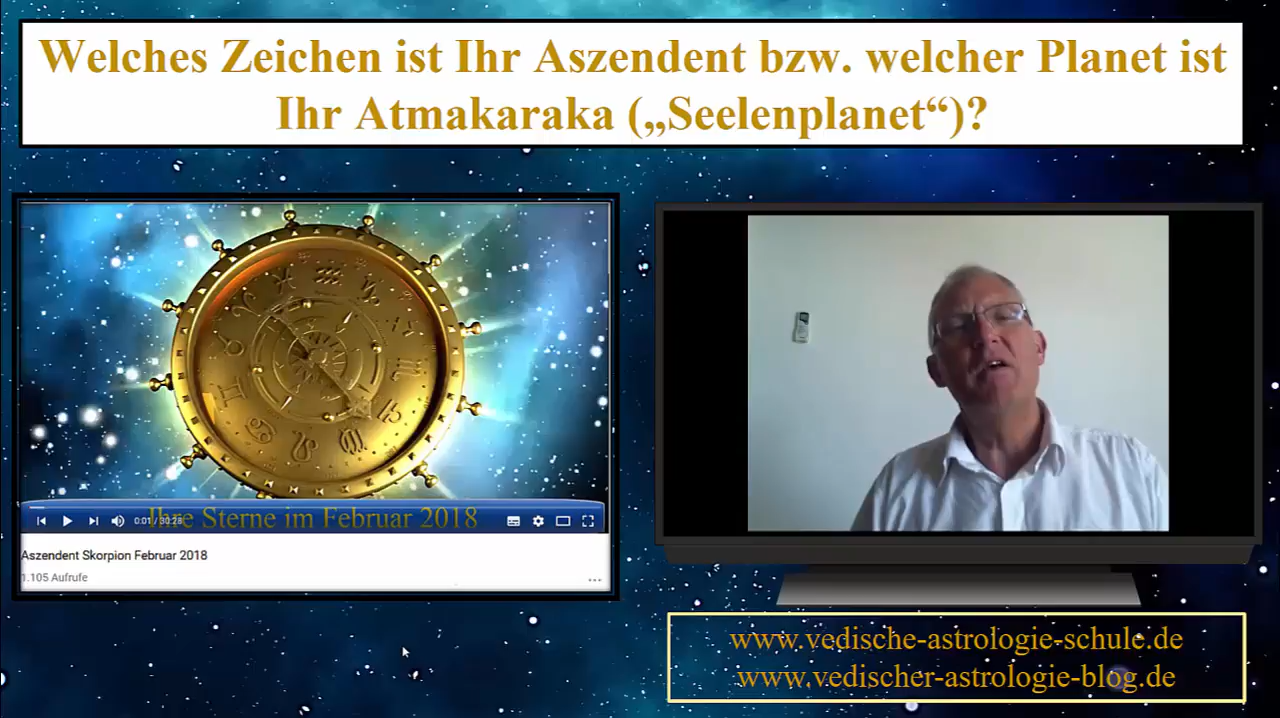 Welches Zeichen ist Ihr Aszendent bzw. welcher Planet ist
Ihr Atmakaraka („Seelenplanet“)?
Ihre Sterne im Februar 2018
0:01 / 30:28
Aszendent Skorpion Februar 2018
1.105 Aufrufe
www.vedische-astrologie-schule.de
www.vedischer-astrologie-blog.de